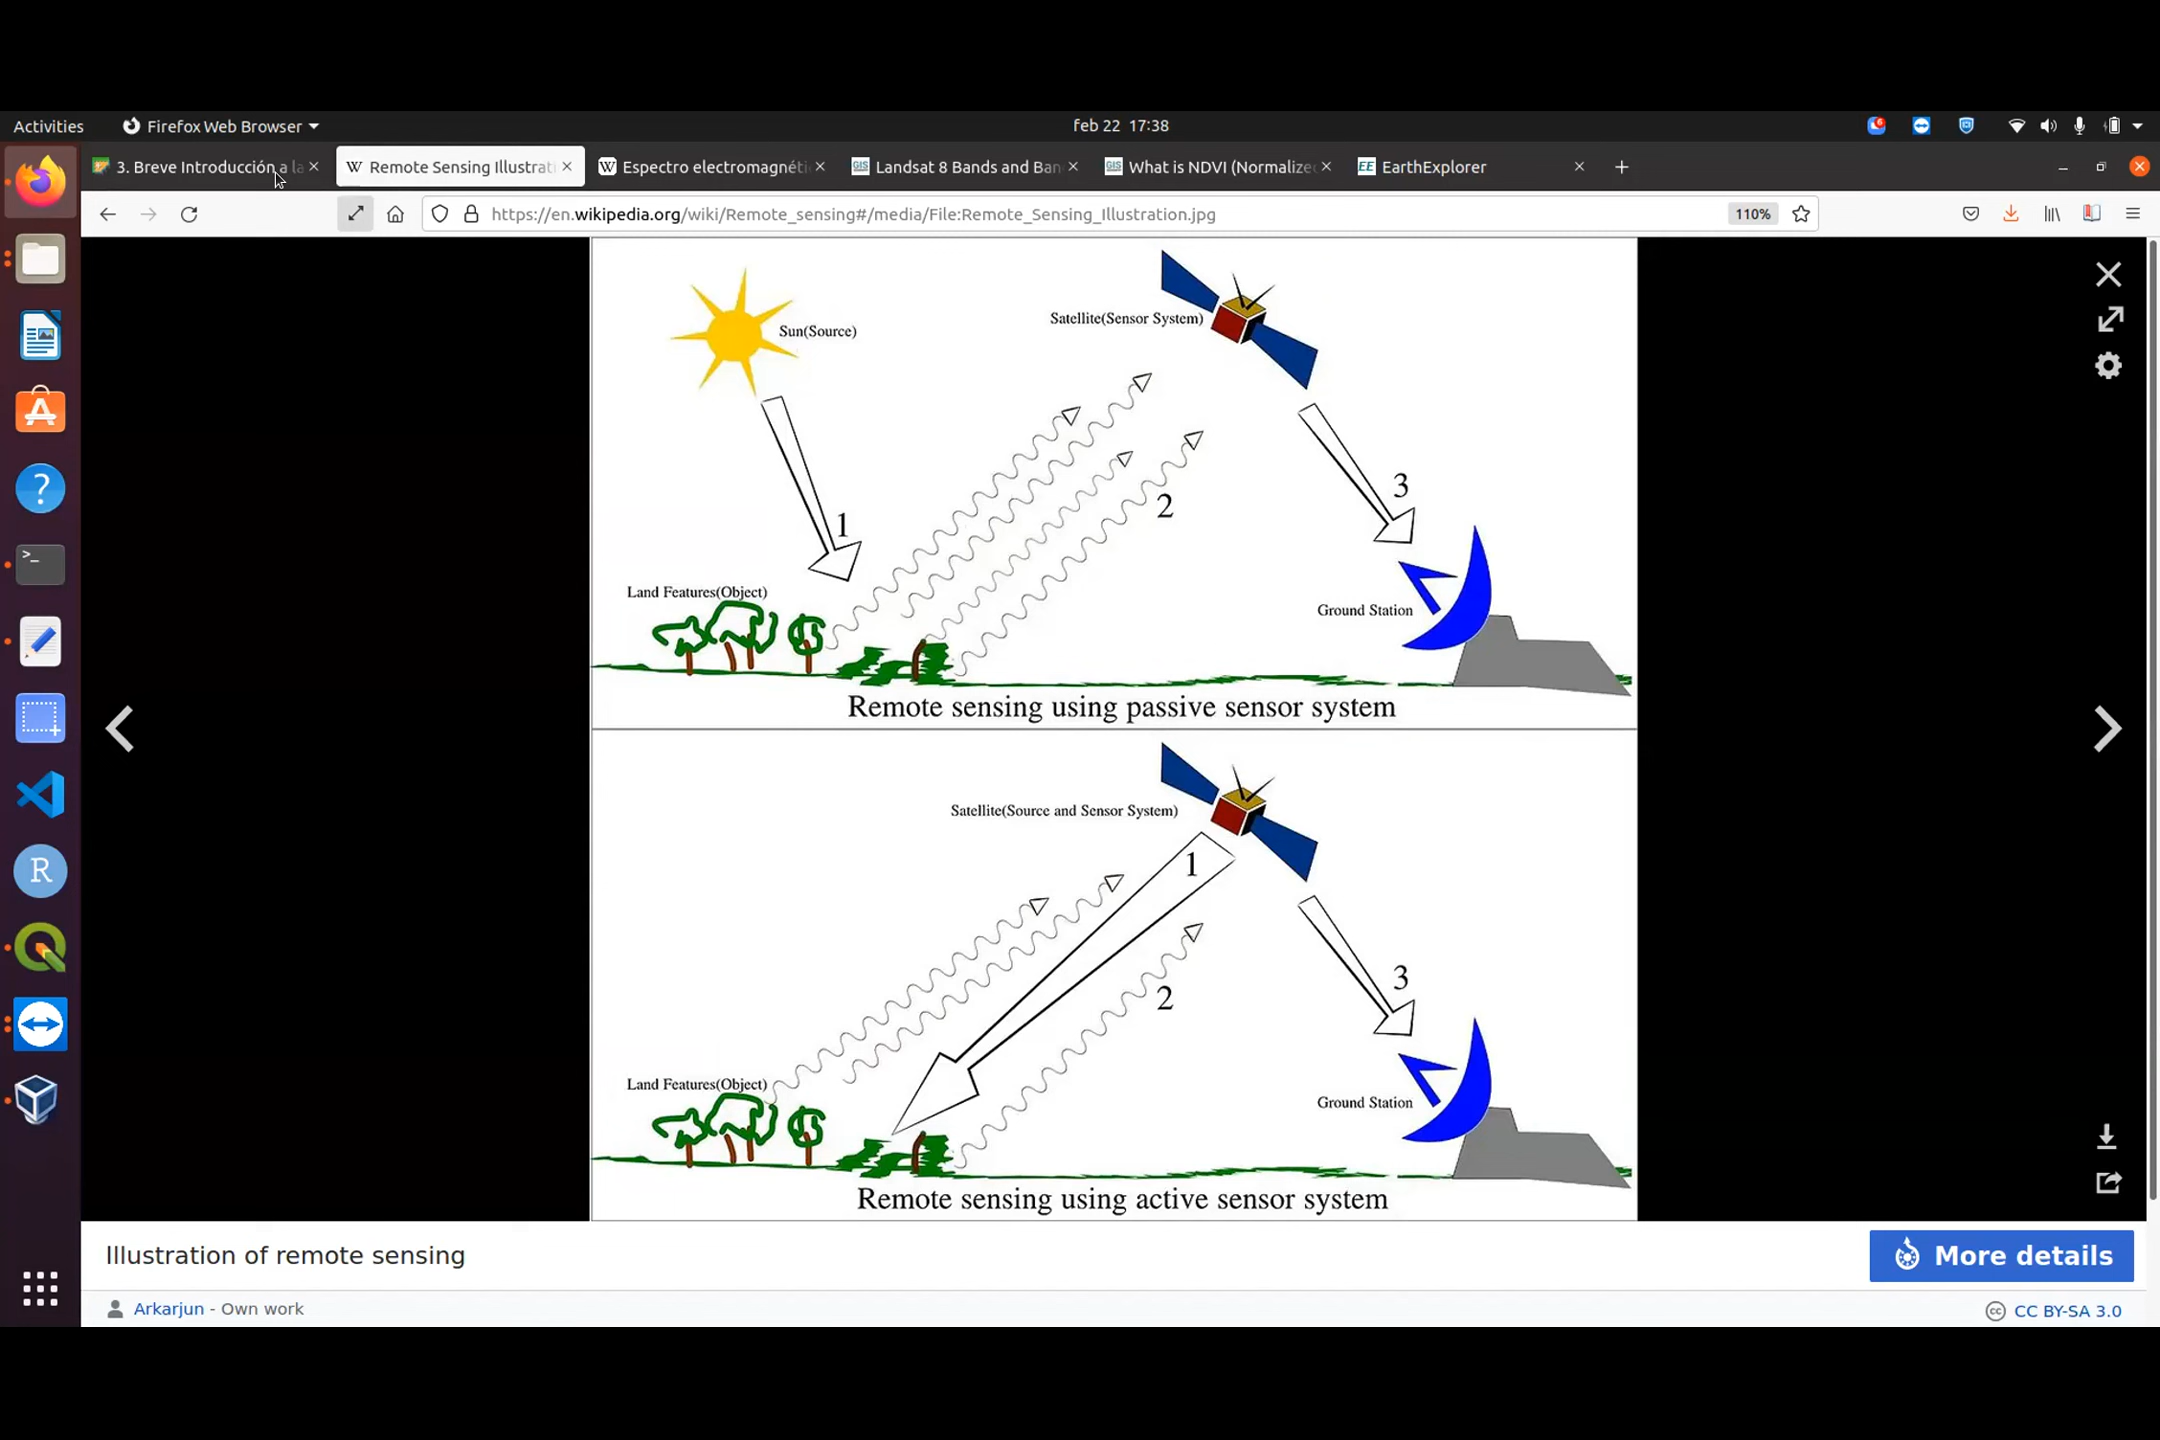 Activities
Firefox Web Browser
feb 22 17:38
3. Breve Introducción a la
Remote Sensing Illustrati
Espectro electromagnéti
Landsat 8 Bands and Ban
What is NDVI (Normalize
EarthExplorer
https://en.wikipedia.org/wiki/Remote_sensing#/media/File:Remote_Sensing_Illustration.jpg
110%
Sun(Source)
Satellite(Sensor System)
1
2
3
Land Features(Object)
Ground Station
Remote sensing using passive sensor system
Satellite(Source and Sensor System)
1
2
3
Land Features(Object)
Ground Station
Remote sensing using active sensor system
Illustration of remote sensing
More details
Arkarjun - Own work
CC BY-SA 3.0